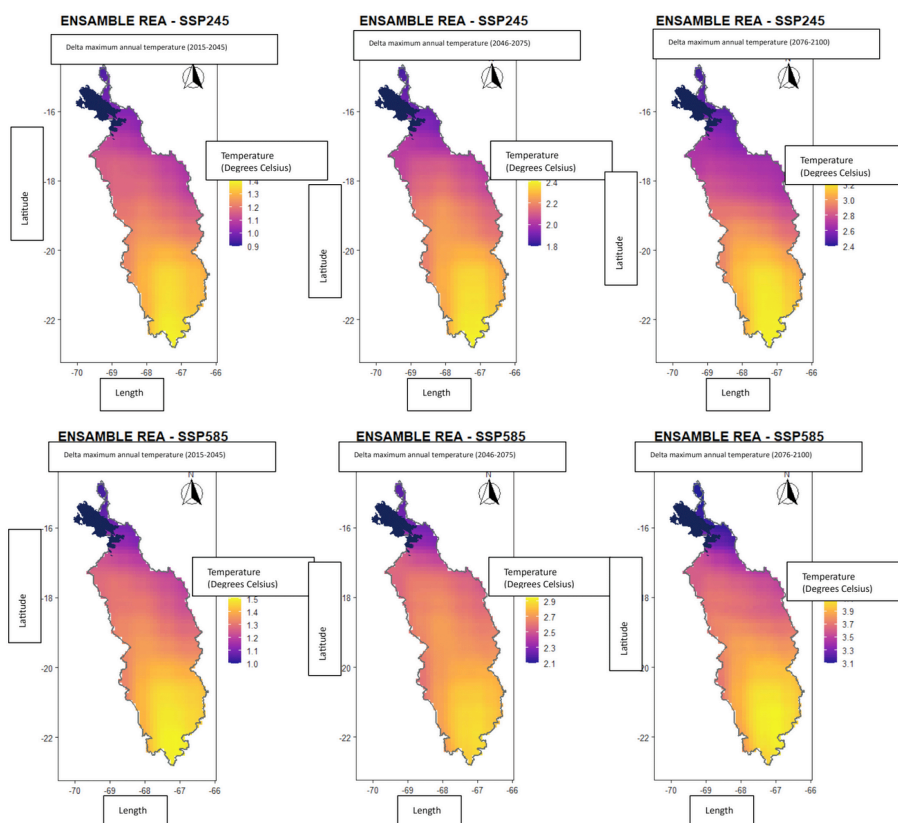 ENSAMBLE REA - SSP245
Delta maximum annual temperature (2015-2045)
-16
-18
-20
-22
-70 -69 -68 -67 -66
Latitude
Length
Temperature
(Degrees Celsius)
1.4
1.3
1.2
1.1
1.0
0.9
ENSAMBLE REA - SSP245
Delta maximum annual temperature (2046-2075)
-16
-18
-20
-22
-70 -69 -68 -67 -66
Latitude
Length
Temperature
(Degrees Celsius)
2.4
2.2
2.0
1.8
ENSAMBLE REA - SSP245
Delta maximum annual temperature (2076-2100)
-16
-18
-20
-22
-70 -69 -68 -67 -66
Latitude
Length
Temperature
(Degrees Celsius)
3.2
3.0
2.8
2.6
2.4
ENSAMBLE REA - SSP585
Delta maximum annual temperature (2015-2045)
N
-16
-18
-20
-22
-70 -69 -68 -67 -66
Latitude
Length
Temperature
(Degrees Celsius)
1.5
1.4
1.3
1.2
1.1
1.0
ENSAMBLE REA - SSP585
Delta maximum annual temperature (2046-2075)
N
-16
-18
-20
-22
-70 -69 -68 -67 -66
Latitude
Length
Temperature
(Degrees Celsius)
2.9
2.7
2.5
2.3
2.1
ENSAMBLE REA - SSP585
Delta maximum annual temperature (2076-2100)
N
-16
-18
-20
-22
-70 -69 -68 -67 -66
Latitude
Length
Temperature
(Degrees Celsius)
3.9
3.7
3.5
3.3
3.1